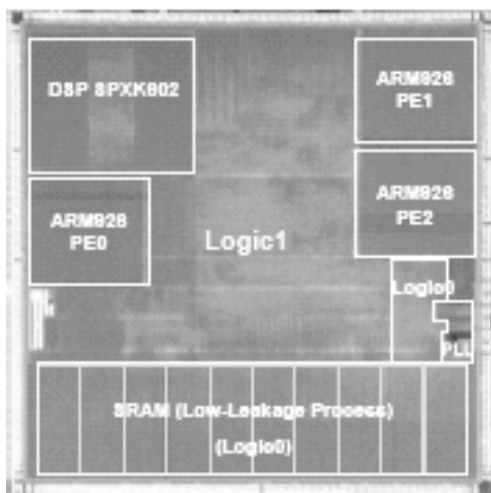 DSP SPXK602
ARM926
PE1
ARM926
PE2
ARM926
PE0
Logic1
Logic0
PLL
SRAM (Low-Leakage Process)
(Logic0)